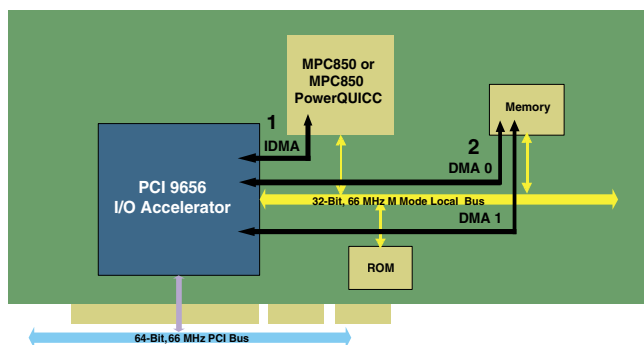 MPC850 or
MPC850
PowerQUICC
Memory
1
IDMA
2
DMA 0
PCI 9656
I/O Accelerator
32-Bit, 66 MHz M Mode Local Bus
DMA 1
ROM
64-Bit, 66 MHz PCI Bus